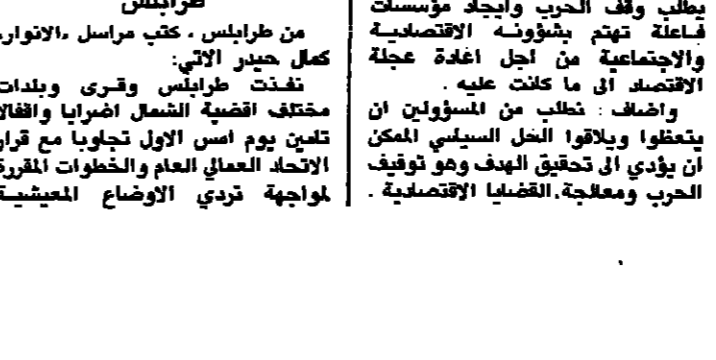 يطلب وقف الحرب وايجاد مؤسسات
فاعلة تهتم بشؤونه الاقتصادية
والاجتماعية من اجل اعادة عجلة
الاقتصاد الى ما كانت عليه .
واضاف : نطلب من المسؤولين ان
يتعظوا ويلاقوا الحل السياسي الممكن
ان يؤدي الى تحقيق الهدف وهو توقيف
الحرب ومعالجة القضايا الاقتصادية .
طرابلس
من طرابلس ، كتب مراسل «الانوار»
كمال حيدر الاتي:
نفذت طرابلس وقرى وبلدات
مختلف اقضية الشمال اضرابا واقفالا
تامين يوم امس الاول تجاوبا مع قرار
الاتحاد العمالي العام والخطوات المقررة
لمواجهة تردي الاوضاع المعيشية